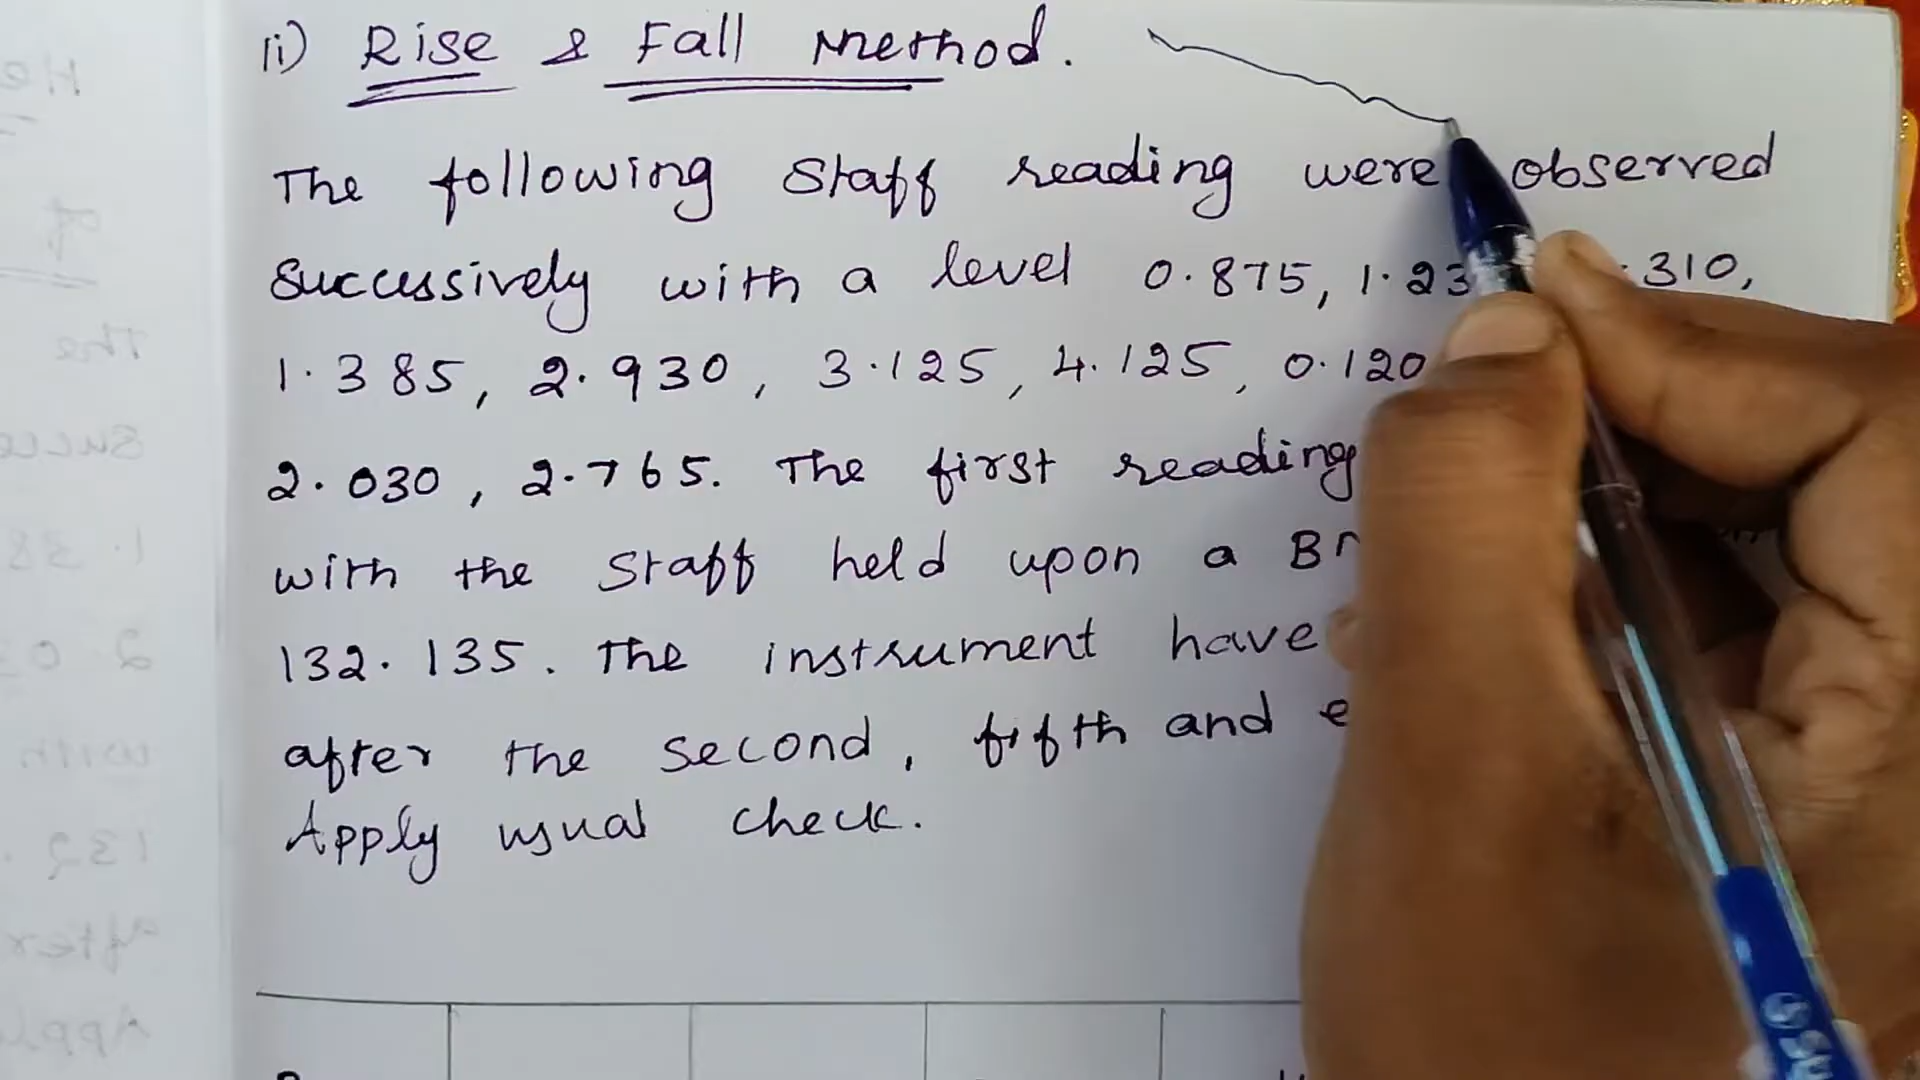 ii) Rise & Fall Method.
The following Staff reading were observed
Successively with a level 0.875, 1.23 .310,
1.385, 2.930, 3.125, 4.125, 0.120
2.030, 2.765. The first reading
with the Staff held upon a
132.135. The instrument have
after the second, fifth and
Apply usual check.